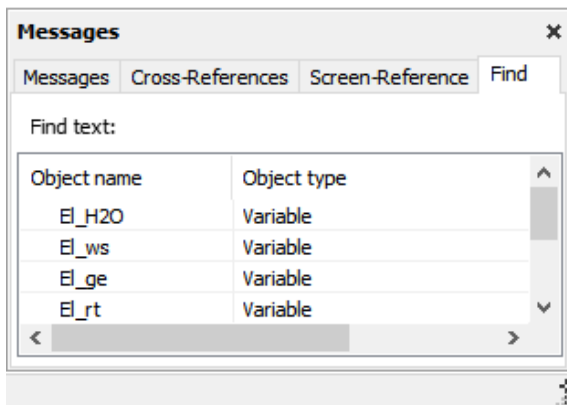 Messages
Messages Cross-References Screen-Reference Find
Find text:
Object name Object type
El_H2O Variable
El_ws Variable
El_ge Variable
El_rt Variable